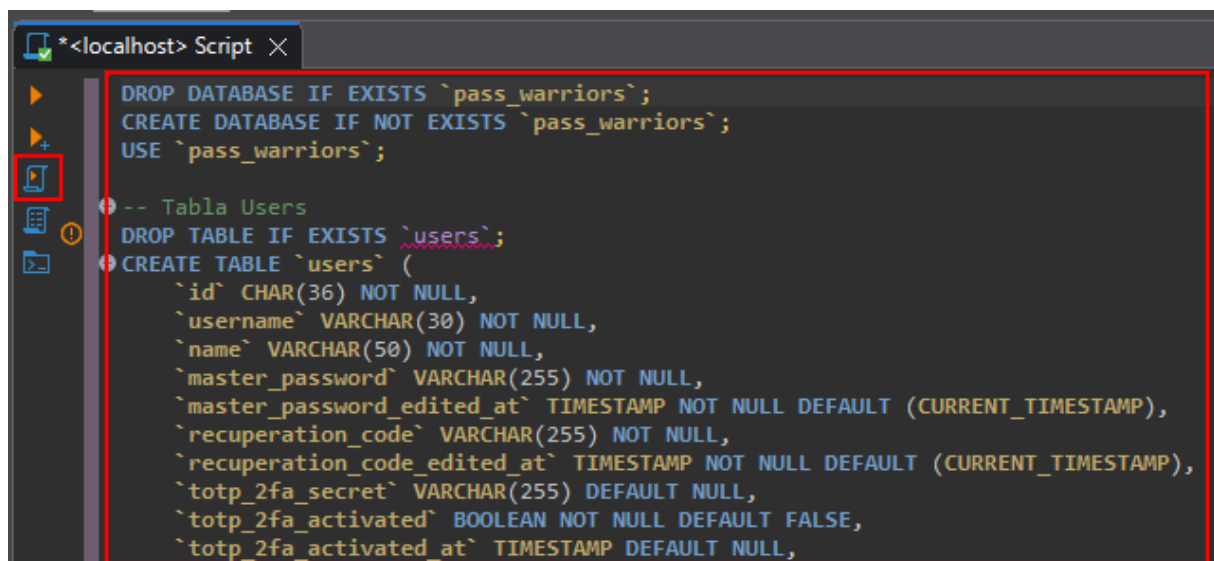 *<localhost> Script
DROP DATABASE IF EXISTS `pass_warriors`;
CREATE DATABASE IF NOT EXISTS `pass_warriors`;
USE `pass_warriors`;
-- Tabla Users
DROP TABLE IF EXISTS `users`;
CREATE TABLE `users` (
`id` CHAR(36) NOT NULL,
`username` VARCHAR(30) NOT NULL,
`name` VARCHAR(50) NOT NULL,
`master_password` VARCHAR(255) NOT NULL,
`master_password_edited_at` TIMESTAMP NOT NULL DEFAULT (CURRENT_TIMESTAMP),
`recuperation_code` VARCHAR(255) NOT NULL,
`recuperation_code_edited_at` TIMESTAMP NOT NULL DEFAULT (CURRENT_TIMESTAMP),
`totp_2fa_secret` VARCHAR(255) DEFAULT NULL,
`totp_2fa_activated` BOOLEAN NOT NULL DEFAULT FALSE,
`totp_2fa_activated_at` TIMESTAMP DEFAULT NULL,